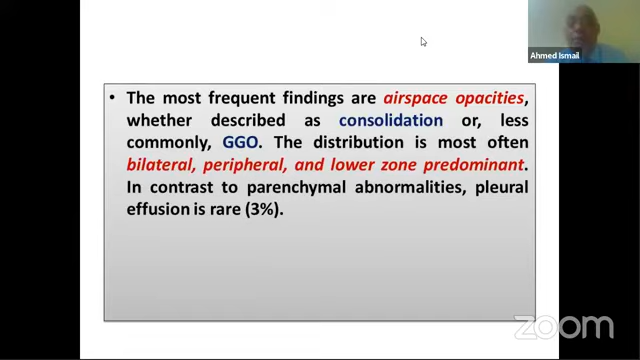 Ahmed Ismail
• The most frequent findings are airspace opacities,
whether described as consolidation or, less
commonly, GGO. The distribution is most often
bilateral, peripheral, and lower zone predominant.
In contrast to parenchymal abnormalities, pleural
effusion is rare (3%).
zoom